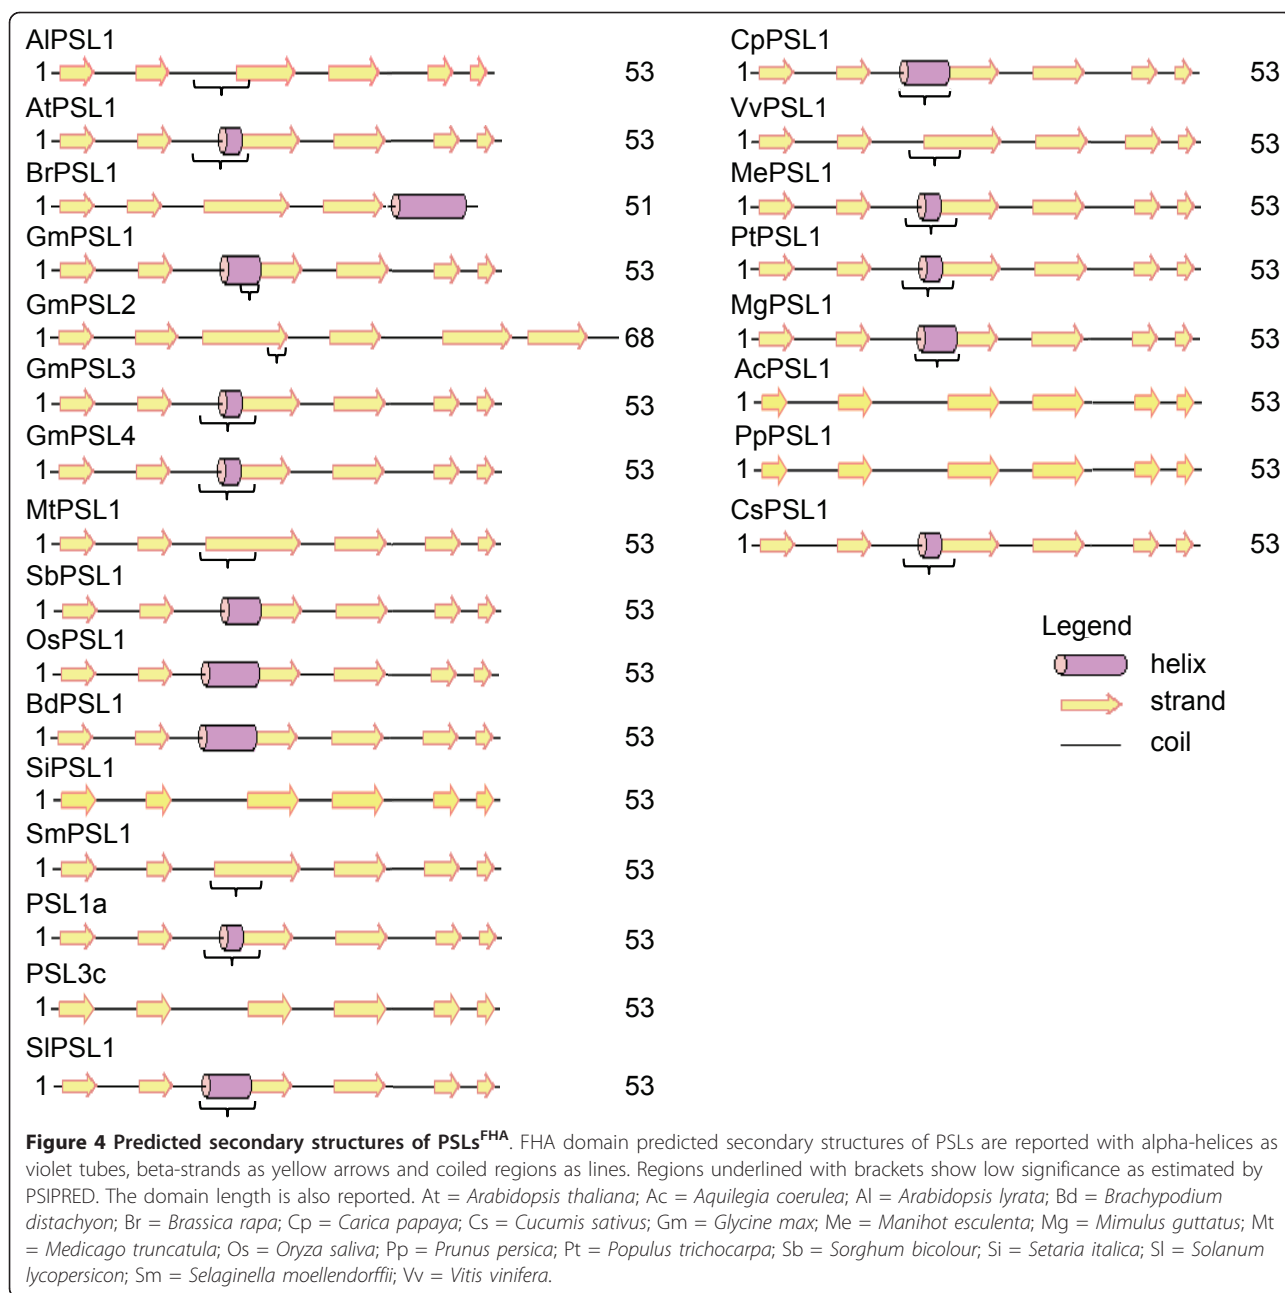 AlPSL1
1 53
AtPSL1
1 53
BrPSL1
1 51
GmPSL1
1 53
GmPSL2
1 68
GmPSL3
1 53
GmPSL4
1 53
MtPSL1
1 53
SbPSL1
1 53
OsPSL1
1 53
BdPSL1
1 53
SiPSL1
1 53
SmPSL1
1 53
PSL1a
1 53
PSL3c
1 53
SlPSL1
1 53
CpPSL1
1 53
VvPSL1
1 53
MePSL1
1 53
PtPSL1
1 53
MgPSL1
1 53
AcPSL1
1 53
PpPSL1
1 53
CsPSL1
1 53
Legend
helix
strand
coil
Figure 4 Predicted secondary structures of PSLsFHA. FHA domain predicted secondary structures of PSLs are reported with alpha-helices as
violet tubes, beta-strands as yellow arrows and coiled regions as lines. Regions underlined with brackets show low significance as estimated by
PSIPRED. The domain length is also reported. At = Arabidopsis thaliana; Ac = Aquilegia coerulea; Al = Arabidopsis lyrata; Bd = Brachypodium
distachyon; Br = Brassica rapa; Cp = Carica papaya; Cs = Cucumis sativus; Gm = Glycine max; Me = Manihot esculenta; Mg = Mimulus guttatus; Mt
= Medicago truncatula; Os = Oryza saliva; Pp = Prunus persica; Pt = Populus trichocarpa; Sb = Sorghum bicolour; Si = Setaria italica; Sl = Solanum
lycopersicon; Sm = Selaginella moellendorffii; Vv = Vitis vinifera.